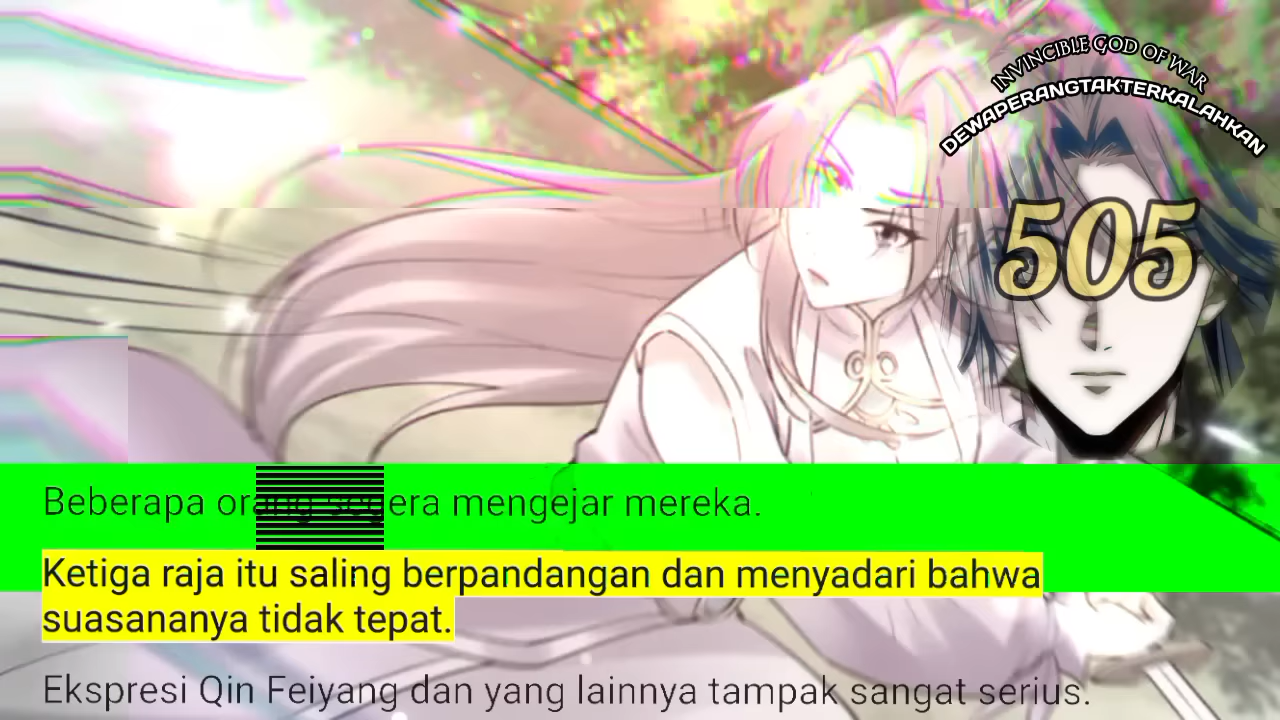 INVINCIBLE GOD OF WAR
DEWAPERANGTAKTERKALAHKAN
505
Beberapa orang segera mengejar mereka.
Ketiga raja itu saling berpandangan dan menyadari bahwa
suasananya tidak tepat.
Ekspresi Qin Feiyang dan yang lainnya tampak sangat serius.